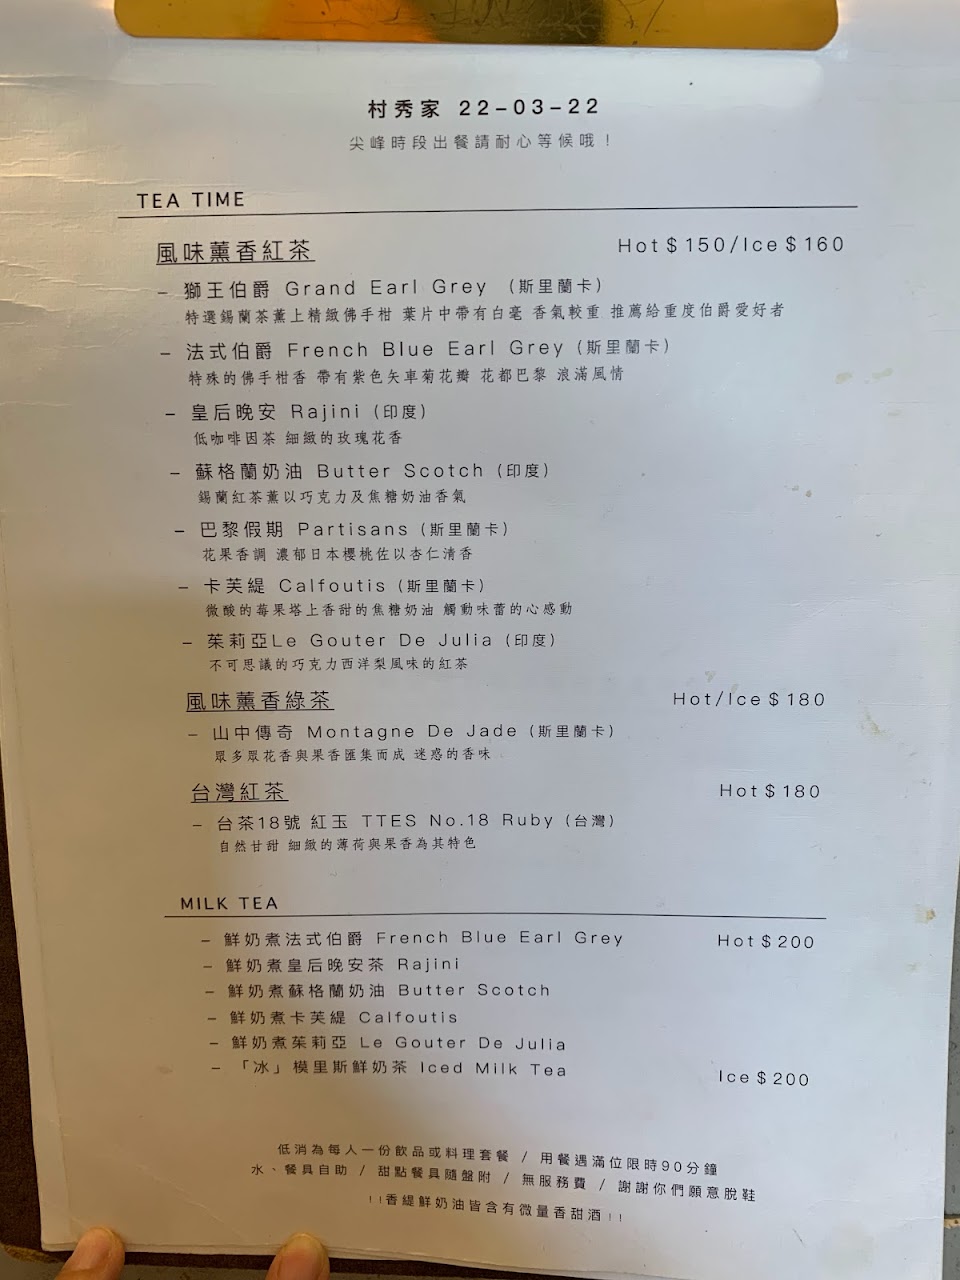 村秀家 22-03-22
尖峰時段出餐請耐心等候哦！
TEA TIME
風味薰香紅茶 Hot$150/Ice$160
– 獅王伯爵 Grand Earl Grey （斯里蘭卡）
特選錫蘭茶薰上精緻佛手柑 葉片中帶有白毫 香氣較重 推薦給重度伯爵愛好者
– 法式伯爵 French Blue Earl Grey（斯里蘭卡）
特殊的佛手柑香 帶有紫色矢車菊花瓣 花都巴黎 浪滿風情
– 皇后晚安 Rajini（印度）
低咖啡因茶 細緻的玫瑰花香
– 蘇格蘭奶油 Butter Scotch（印度）
錫蘭紅茶薰以巧克力及焦糖奶油香氣
– 巴黎假期 Partisans（斯里蘭卡）
花果香調 濃郁日本櫻桃佐以杏仁清香
– 卡芙緹 Calfoutis（斯里蘭卡）
微酸的莓果塔上香甜的焦糖奶油 觸動味蕾的心感動
– 茱莉亞Le Gouter De Julia（印度）
不可思議的巧克力西洋梨風味的紅茶
風味薰香綠茶 Hot/Ice$180
– 山中傳奇 Montagne De Jade（斯里蘭卡）
眾多眾花香與果香匯集而成 迷惑的香味
台灣紅茶 Hot$180
– 台茶18號 紅玉 TTES No.18 Ruby（台灣）
自然甘甜 細緻的薄荷與果香為其特色
MILK TEA
– 鮮奶煮法式伯爵 French Blue Earl Grey Hot$200
– 鮮奶煮皇后晚安茶 Rajini
– 鮮奶煮蘇格蘭奶油 Butter Scotch
– 鮮奶煮卡芙緹 Calfoutis
– 鮮奶煮茱莉亞 Le Gouter De Julia
– 「冰」模里斯鮮奶茶 Iced Milk Tea Ice$200
低消為每人一份飲品或料理套餐 / 用餐遇滿位限時90分鐘
水、餐具自助 / 甜點餐具隨盤附 / 無服務費 / 謝謝你們願意脫鞋
!!香緹鮮奶油皆含有微量香甜酒!!